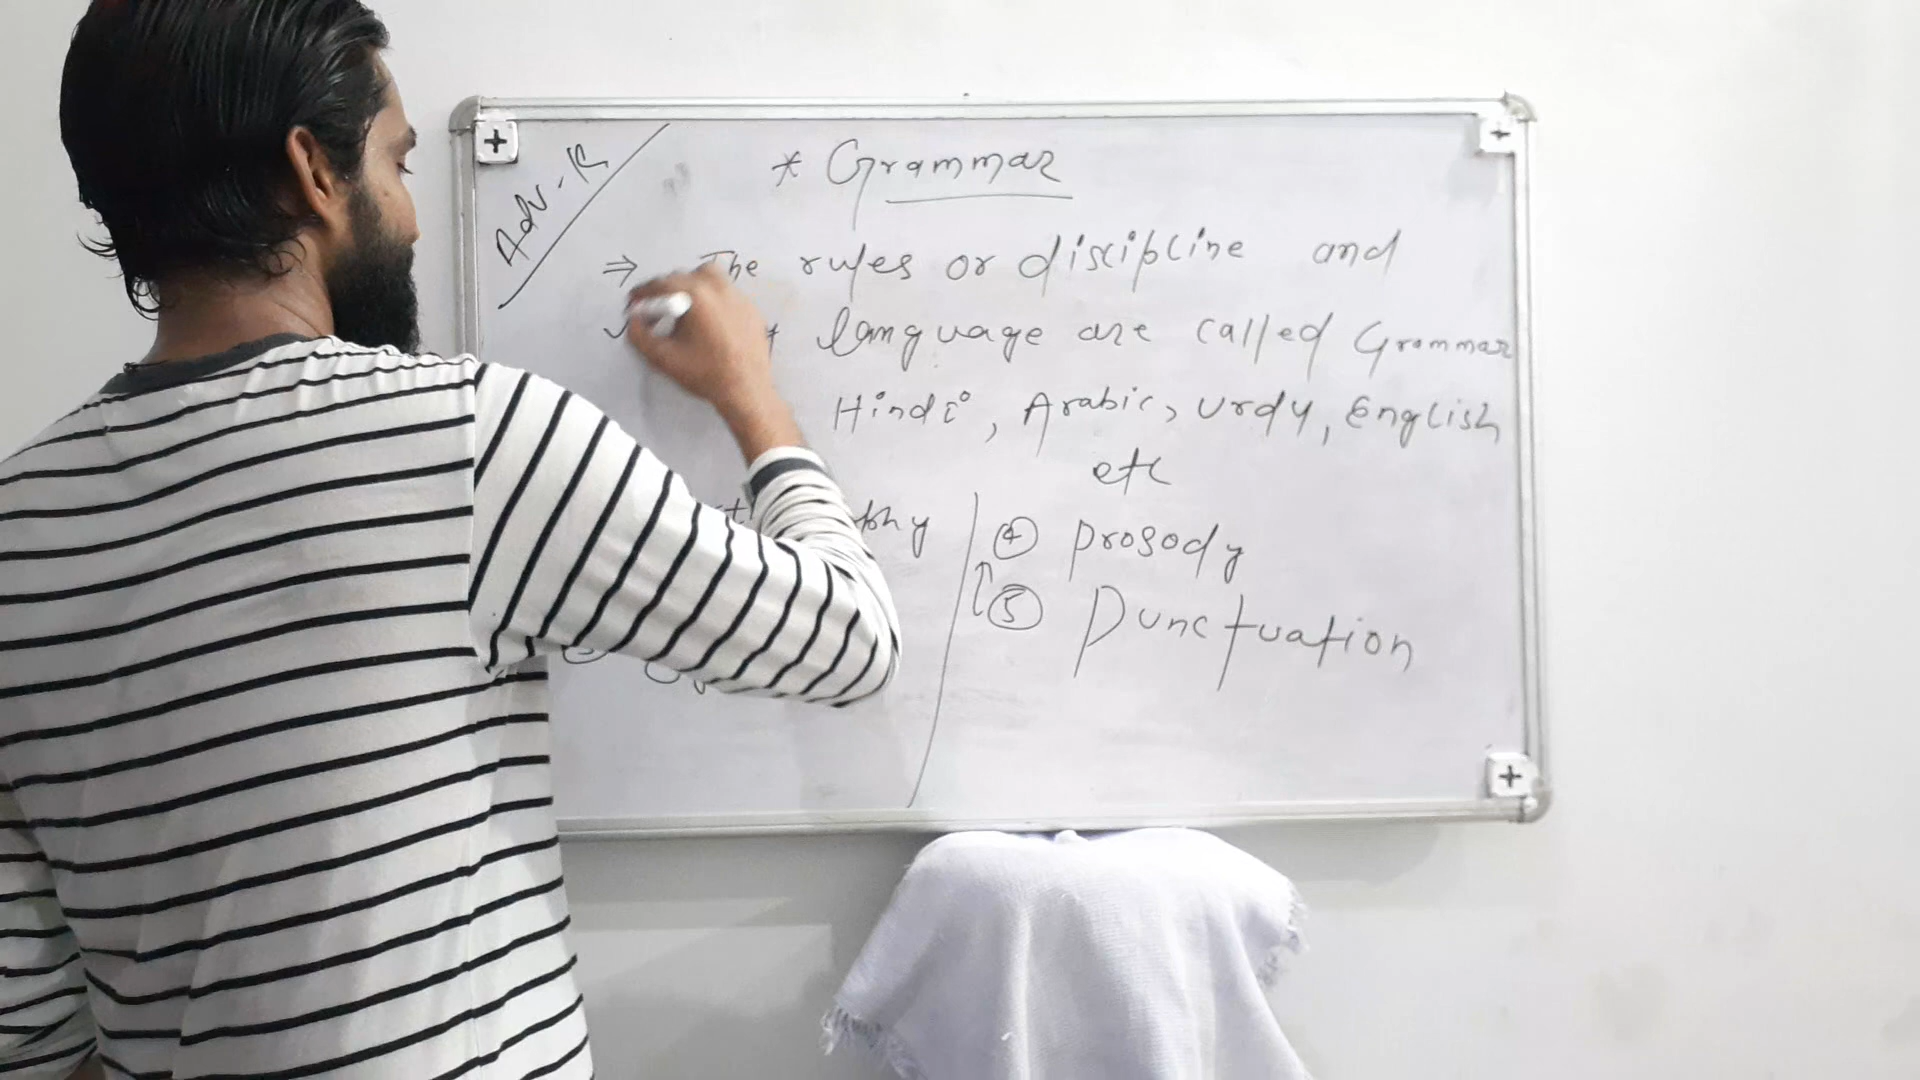 Adv-R
* Grammar
⇒ The rules or discipline and
language are called Grammar
Hindi, Arabic, Urdu, English
etc
④ Prosody
⑤ Punctuation